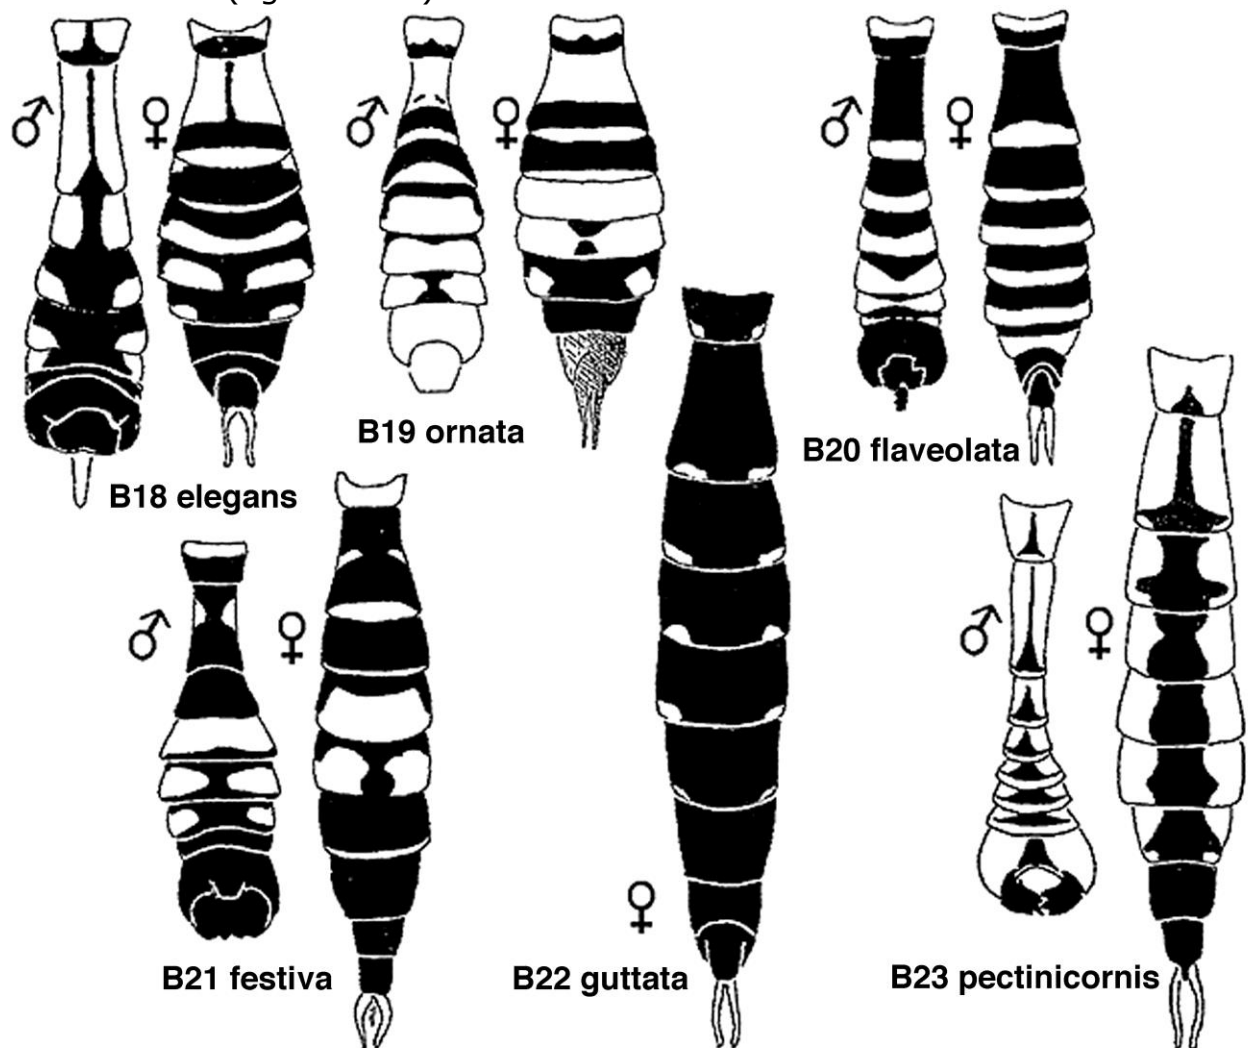 ♂ ♀ ♂ ♀ ♂ ♀
B19 ornata
B20 flaveolata
B18 elegans
♂ ♀ ♂ ♀
♀
B21 festiva
B22 guttata
B23 pectinicornis